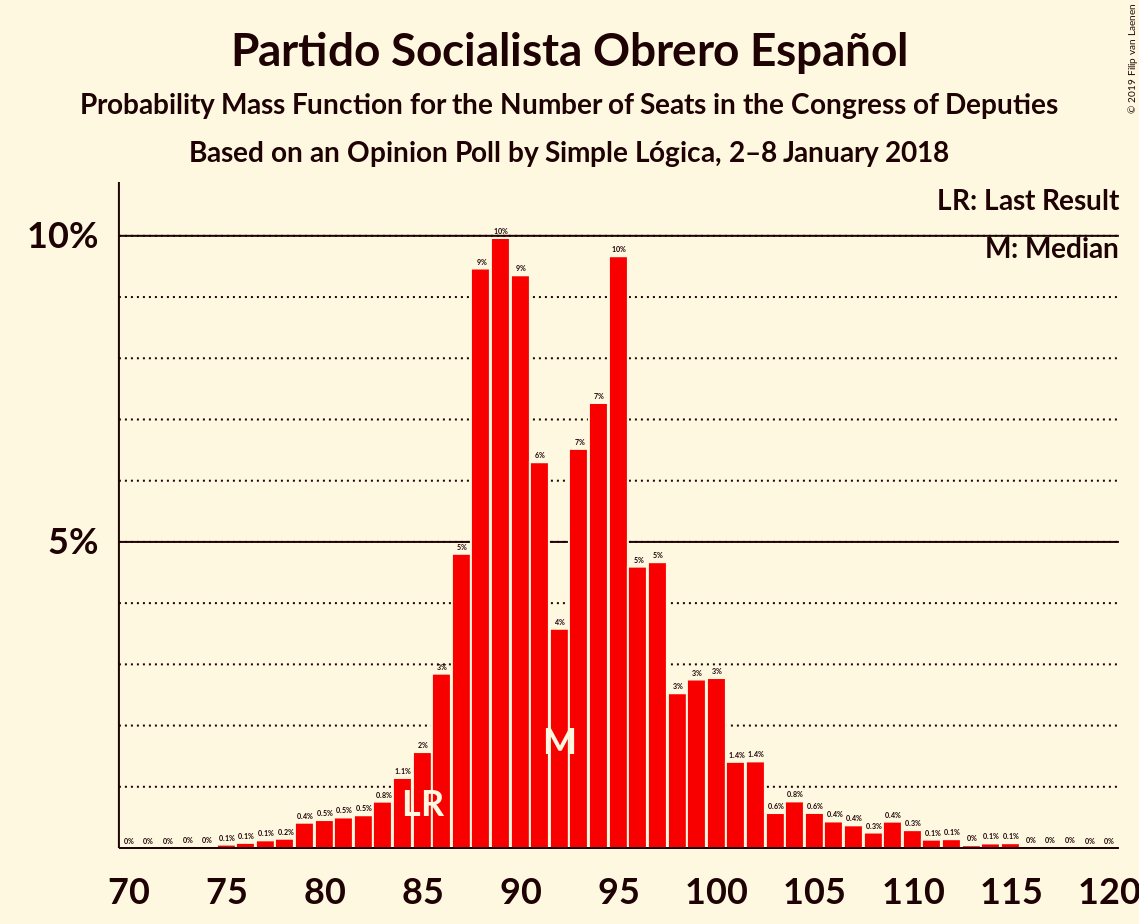 Partido Socialista Obrero Español
Probability Mass Function for the Number of Seats in the Congress of Deputies
Based on an Opinion Poll by Simple Lógica, 2–8 January 2018
© 2019 Filip van Laenen
LR: Last Result
M: Median
10%
5%
0% 0% 0% 0% 0% 0.1% 0.1% 0.1% 0.2% 0.4% 0.5% 0.5% 0.5% 0.8% 1.1% 2% 3% 5% 9% 10% 9% 6% 4% 7% 7% 10% 5% 5% 3% 3% 3% 1.4% 1.4% 0.6% 0.8% 0.6% 0.4% 0.4% 0.3% 0.4% 0.3% 0.1% 0.1% 0% 0.1% 0.1% 0% 0% 0% 0% 0%
M
LR
70 75 80 85 90 95 100 105 110 115 120